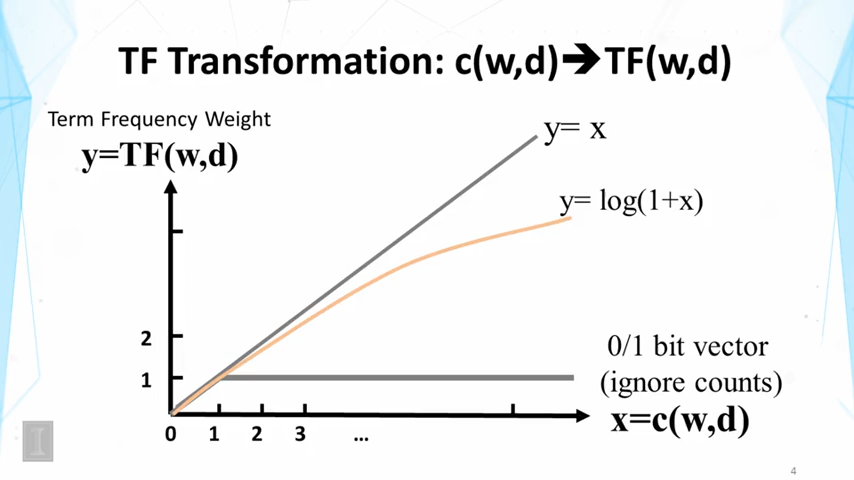 TF Transformation: c(w,d)➔TF(w,d)
Term Frequency Weight
y=TF(w,d)
y= x
y= log(1+x)
2
1
0/1 bit vector
(ignore counts)
x=c(w,d)
0 1 2 3 ...
I
4